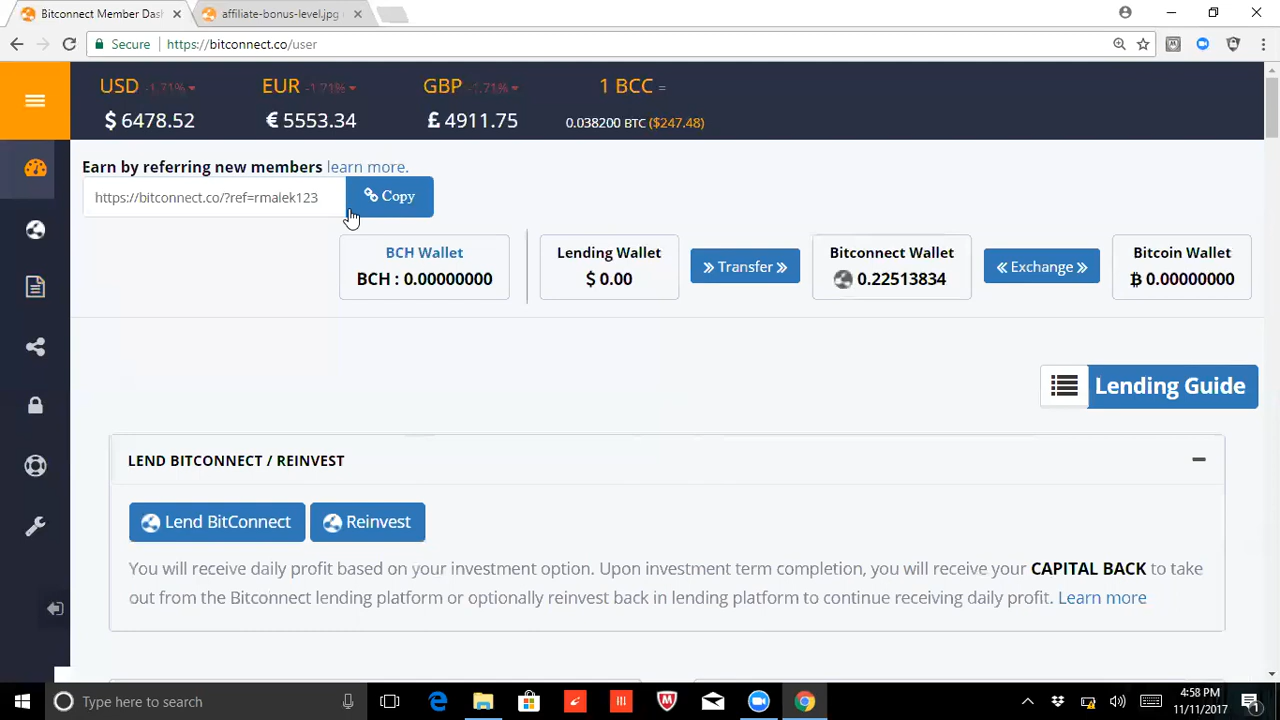 Bitconnect Member Das
affiliate-bonus-level.jpg
Secure
https://bitconnect.co/user
USD -1.71%
EUR -1.71%
GBP -1.71%
1 BCC =
$ 6478.52
€ 5553.34
£ 4911.75
0.038200 BTC ($247.48)
Earn by referring new members learn more.
https://bitconnect.co/?ref=rmalek123
Copy
BCH Wallet
BCH : 0.00000000
Lending Wallet
$ 0.00
» Transfer »
Bitconnect Wallet
0.22513834
« Exchange »
Bitcoin Wallet
0.00000000
Lending Guide
LEND BITCONNECT / REINVEST
Lend BitConnect
Reinvest
You will receive daily profit based on your investment option. Upon investment term completion, you will receive your CAPITAL BACK to take
out from the Bitconnect lending platform or optionally reinvest back in lending platform to continue receiving daily profit. Learn more
Type here to search
4:58 PM
11/11/2017